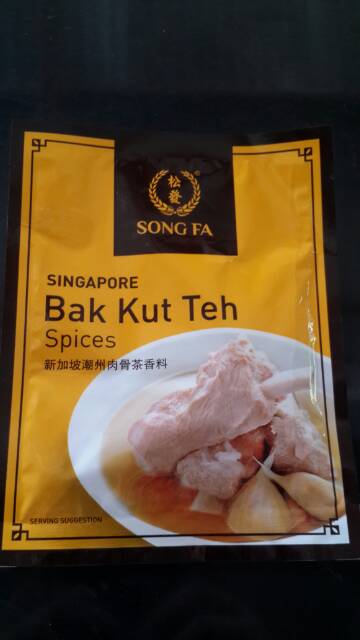 松
發
SONG FA
SINGAPORE
Bak Kut Teh
Spices
新加坡潮州肉骨茶香料
SERVING SUGGESTION